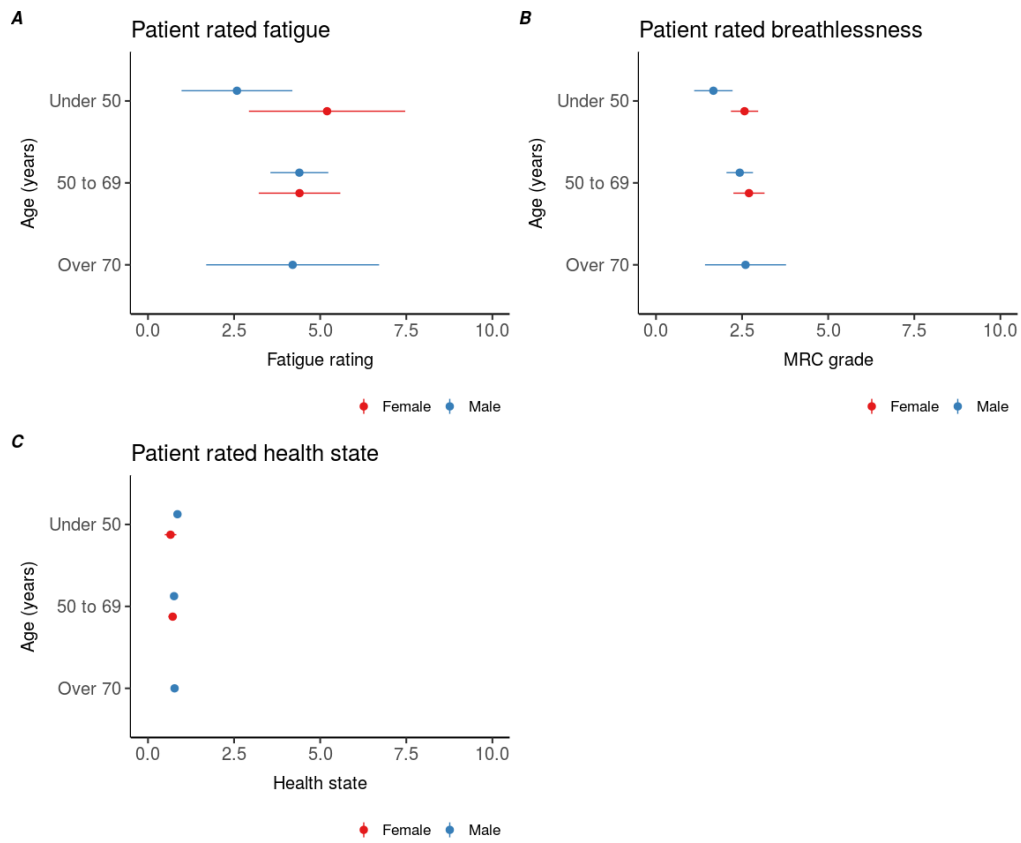 A
Patient rated fatigue
Under 50
50 to 69
Over 70
Age (years)
0.0 2.5 5.0 7.5 10.0
Fatigue rating
Female Male
B
Patient rated breathlessness
Under 50
50 to 69
Over 70
Age (years)
0.0 2.5 5.0 7.5 10.0
MRC grade
Female Male
C
Patient rated health state
Under 50
50 to 69
Over 70
Age (years)
0.0 2.5 5.0 7.5 10.0
Health state
Female Male